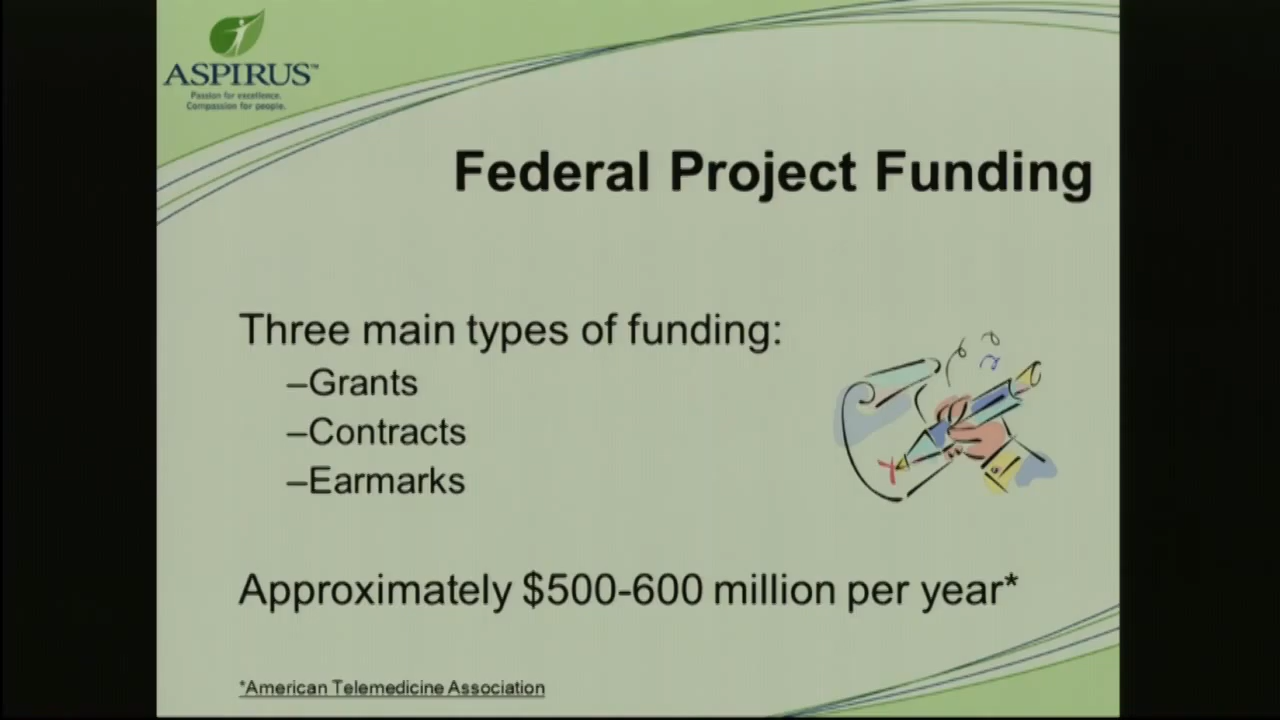 ASPIRUS™
Passion for excellence.
Compassion for people.
Federal Project Funding
Three main types of funding:
–Grants
–Contracts
–Earmarks
Approximately $500-600 million per year*
*American Telemedicine Association